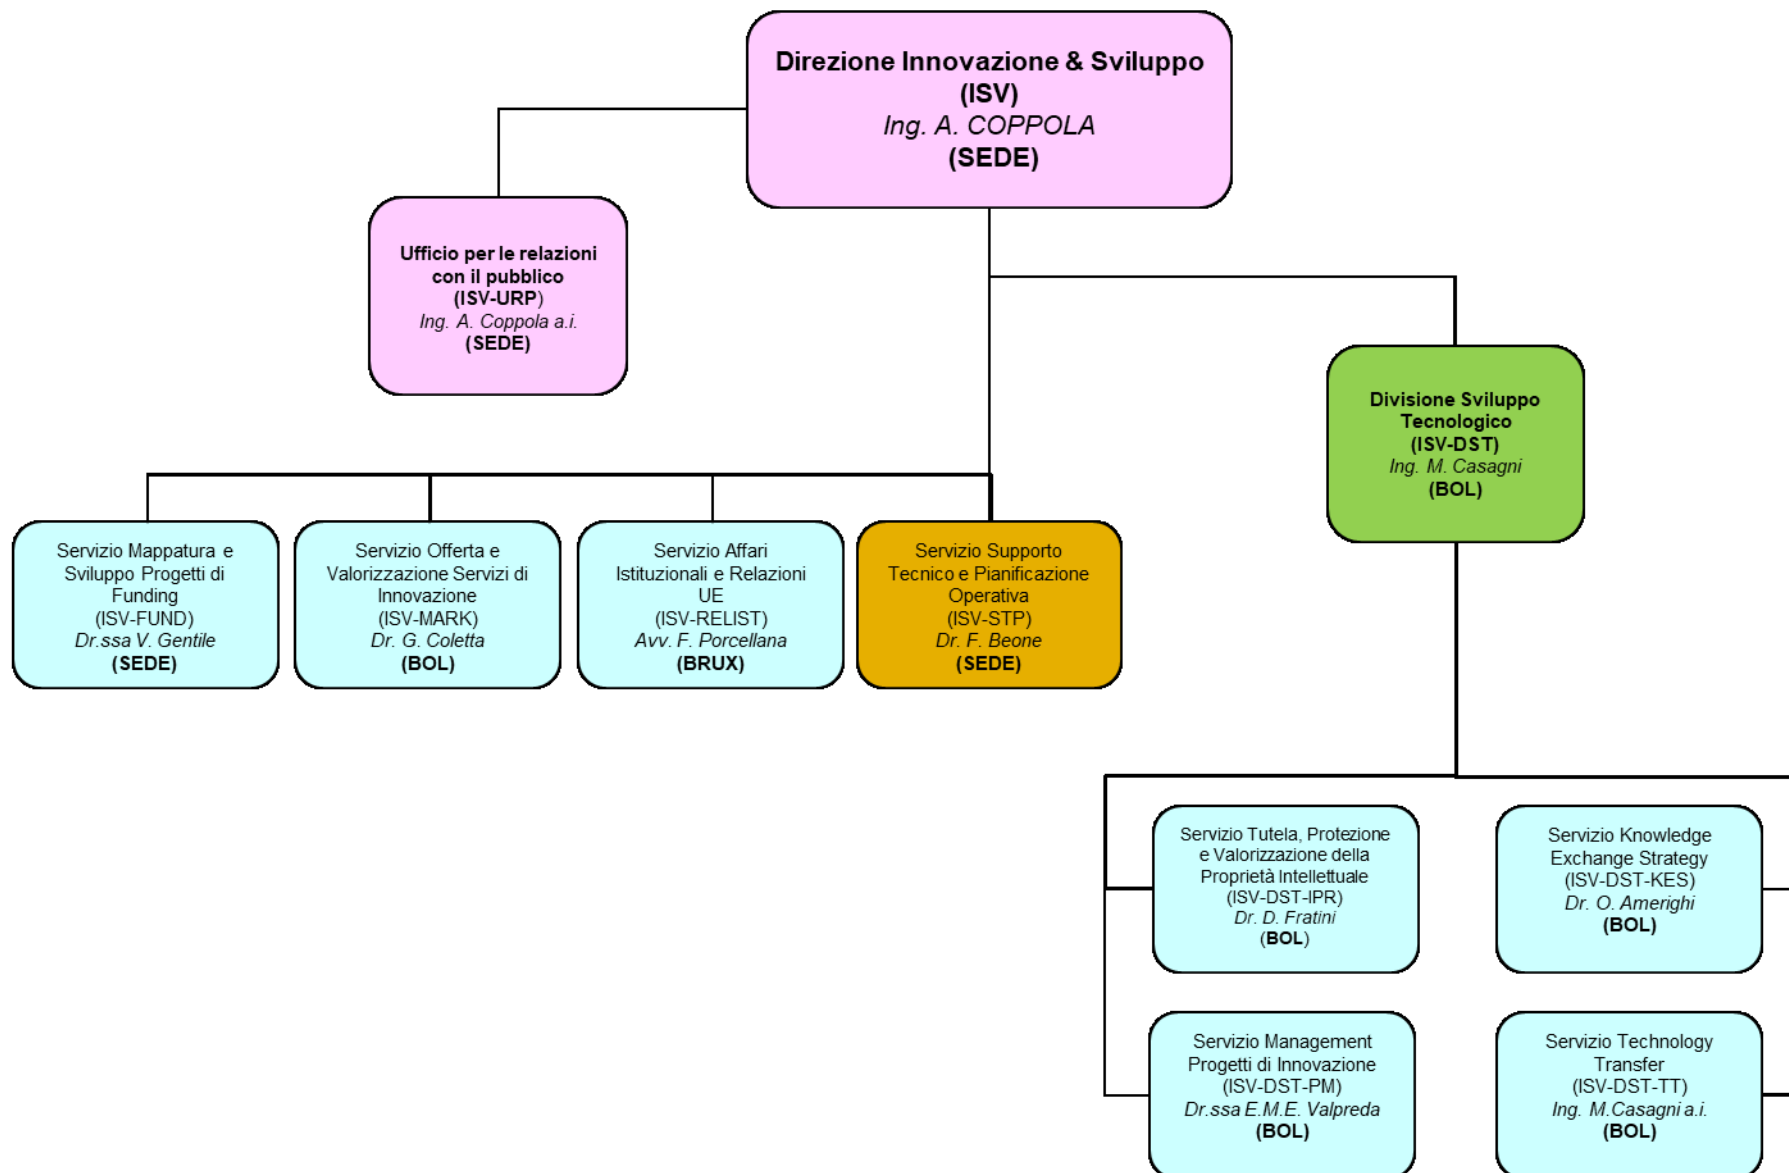 Direzione Innovazione & Sviluppo
(ISV)
Ing. A. COPPOLA
(SEDE)
Ufficio per le relazioni
con il pubblico
(ISV-URP)
Ing. A. Coppola a.i.
(SEDE)
Divisione Sviluppo
Tecnologico
(ISV-DST)
Ing. M. Casagni
(BOL)
Servizio Mappatura e
Sviluppo Progetti di
Funding
(ISV-FUND)
Dr.ssa V. Gentile
(SEDE)
Servizio Offerta e
Valorizzazione Servizi di
Innovazione
(ISV-MARK)
Dr. G. Coletta
(BOL)
Servizio Affari
Istituzionali e Relazioni
UE
(ISV-RELIST)
Avv. F. Porcellana
(BRUX)
Servizio Supporto
Tecnico e Pianificazione
Operativa
(ISV-STP)
Dr. F. Beone
(SEDE)
Servizio Tutela, Protezione
e Valorizzazione della
Proprietà Intellettuale
(ISV-DST-IPR)
Dr. D. Fratini
(BOL)
Servizio Knowledge
Exchange Strategy
(ISV-DST-KES)
Dr. O. Amerighi
(BOL)
Servizio Management
Progetti di Innovazione
(ISV-DST-PM)
Dr.ssa E.M.E. Valpreda
(BOL)
Servizio Technology
Transfer
(ISV-DST-TT)
Ing. M.Casagni a.i.
(BOL)